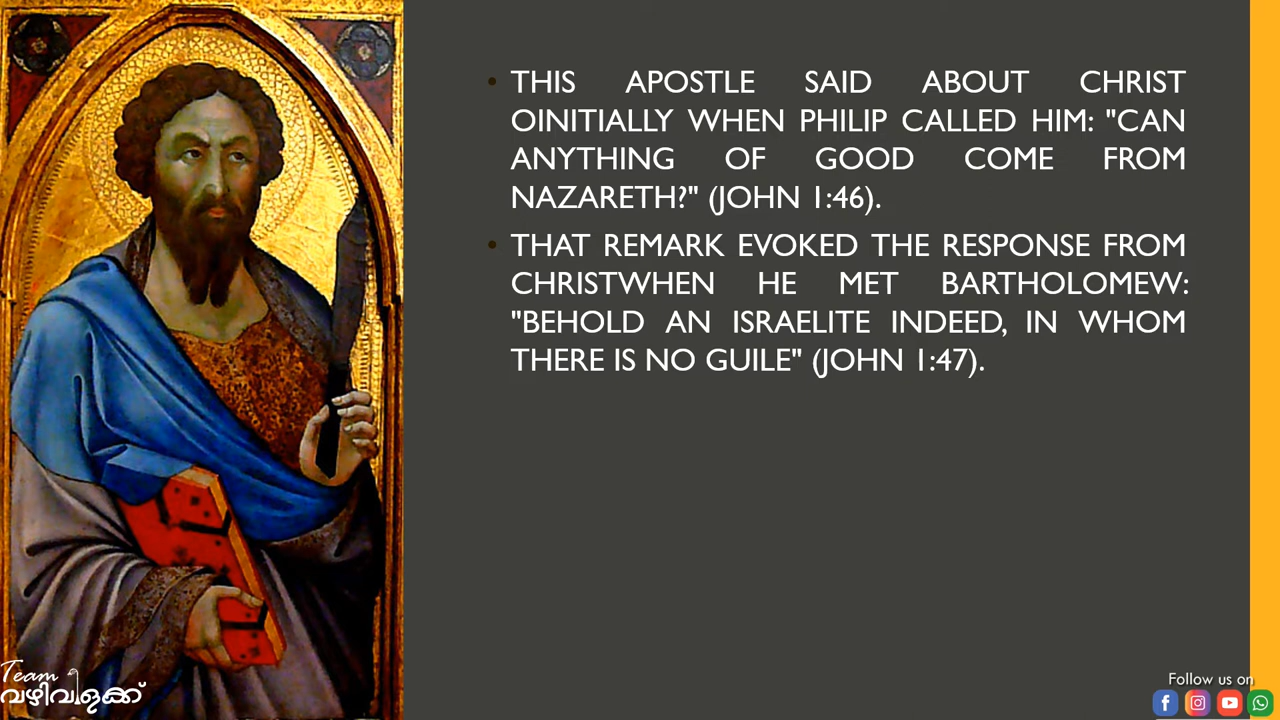 • THIS APOSTLE SAID ABOUT CHRIST
OINITIALLY WHEN PHILIP CALLED HIM: "CAN
ANYTHING OF GOOD COME FROM
NAZARETH?" (JOHN 1:46).
• THAT REMARK EVOKED THE RESPONSE FROM
CHRISTWHEN HE MET BARTHOLOMEW:
"BEHOLD AN ISRAELITE INDEED, IN WHOM
THERE IS NO GUILE" (JOHN 1:47).
Team
വഴിവിളക്ക്
Follow us on